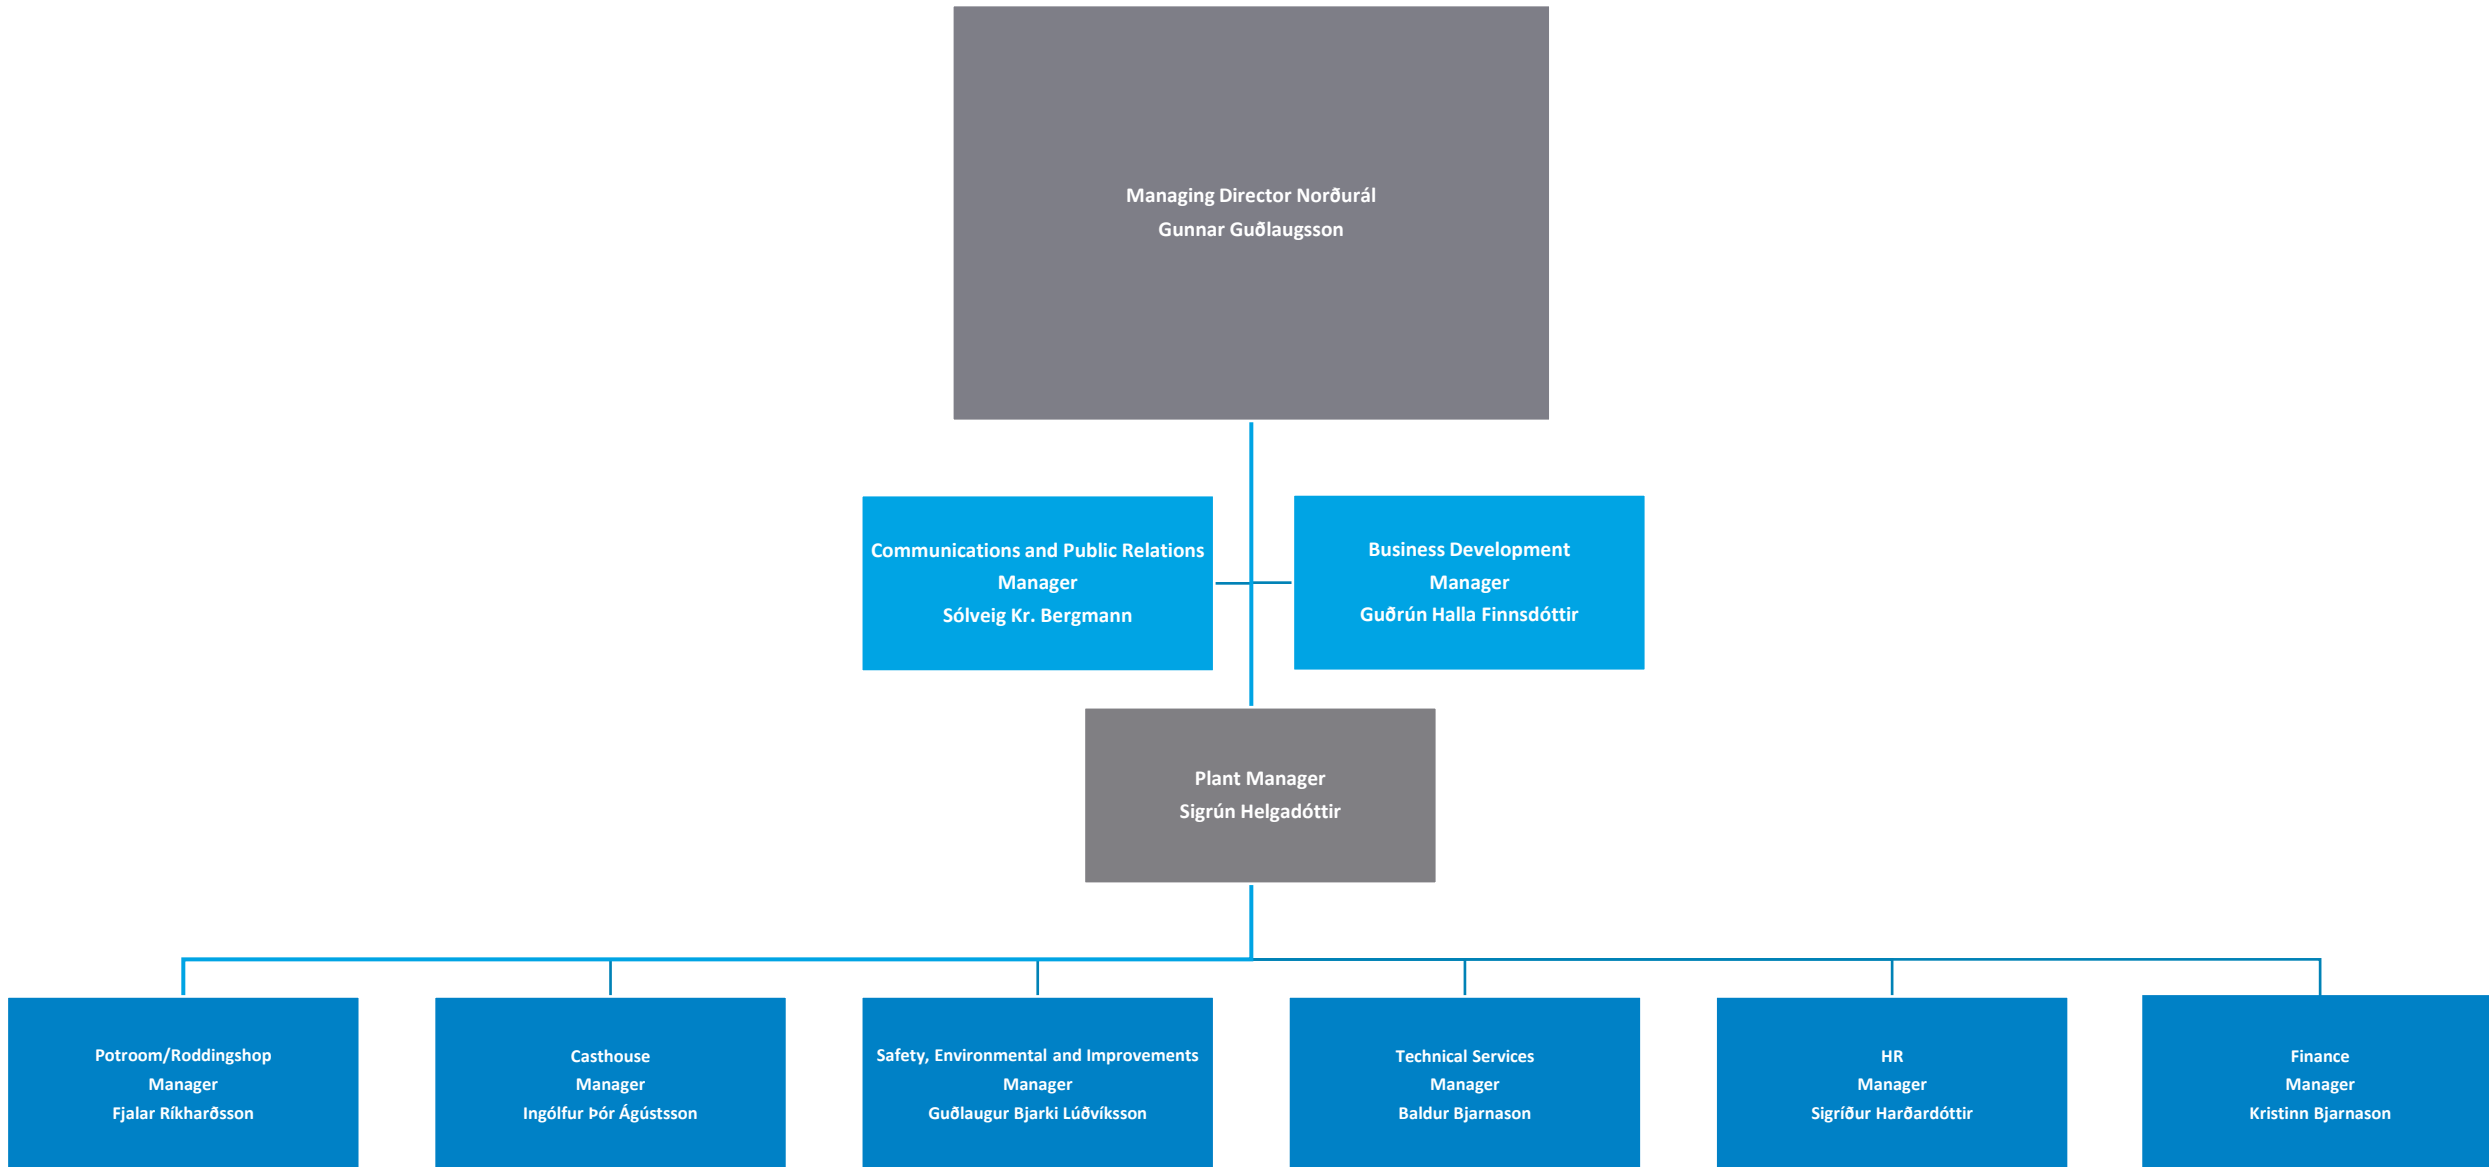 Managing Director Norðurál
Gunnar Guðlaugsson
Communications and Public Relations
Manager
Sólveig Kr. Bergmann
Business Development
Manager
Guðrún Halla Finnsdóttir
Plant Manager
Sigrún Helgadóttir
Potroom/Roddingshop
Manager
Fjalar Ríkharðsson
Casthouse
Manager
Ingólfur Þór Ágústsson
Safety, Environmental and Improvements
Manager
Guðlaugur Bjarki Lúðvíksson
Technical Services
Manager
Baldur Bjarnason
HR
Manager
Sigríður Harðardóttir
Finance
Manager
Kristinn Bjarnason